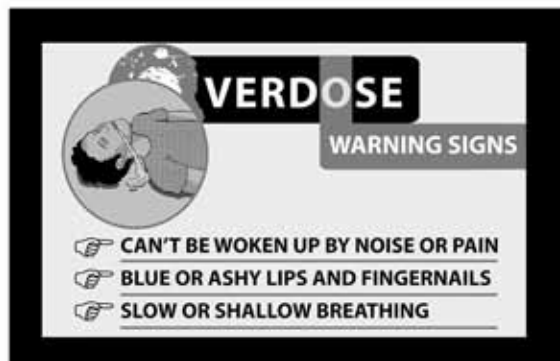 OVERDOSE
WARNING SIGNS
CAN'T BE WOKEN UP BY NOISE OR PAIN
BLUE OR ASHY LIPS AND FINGERNAILS
SLOW OR SHALLOW BREATHING